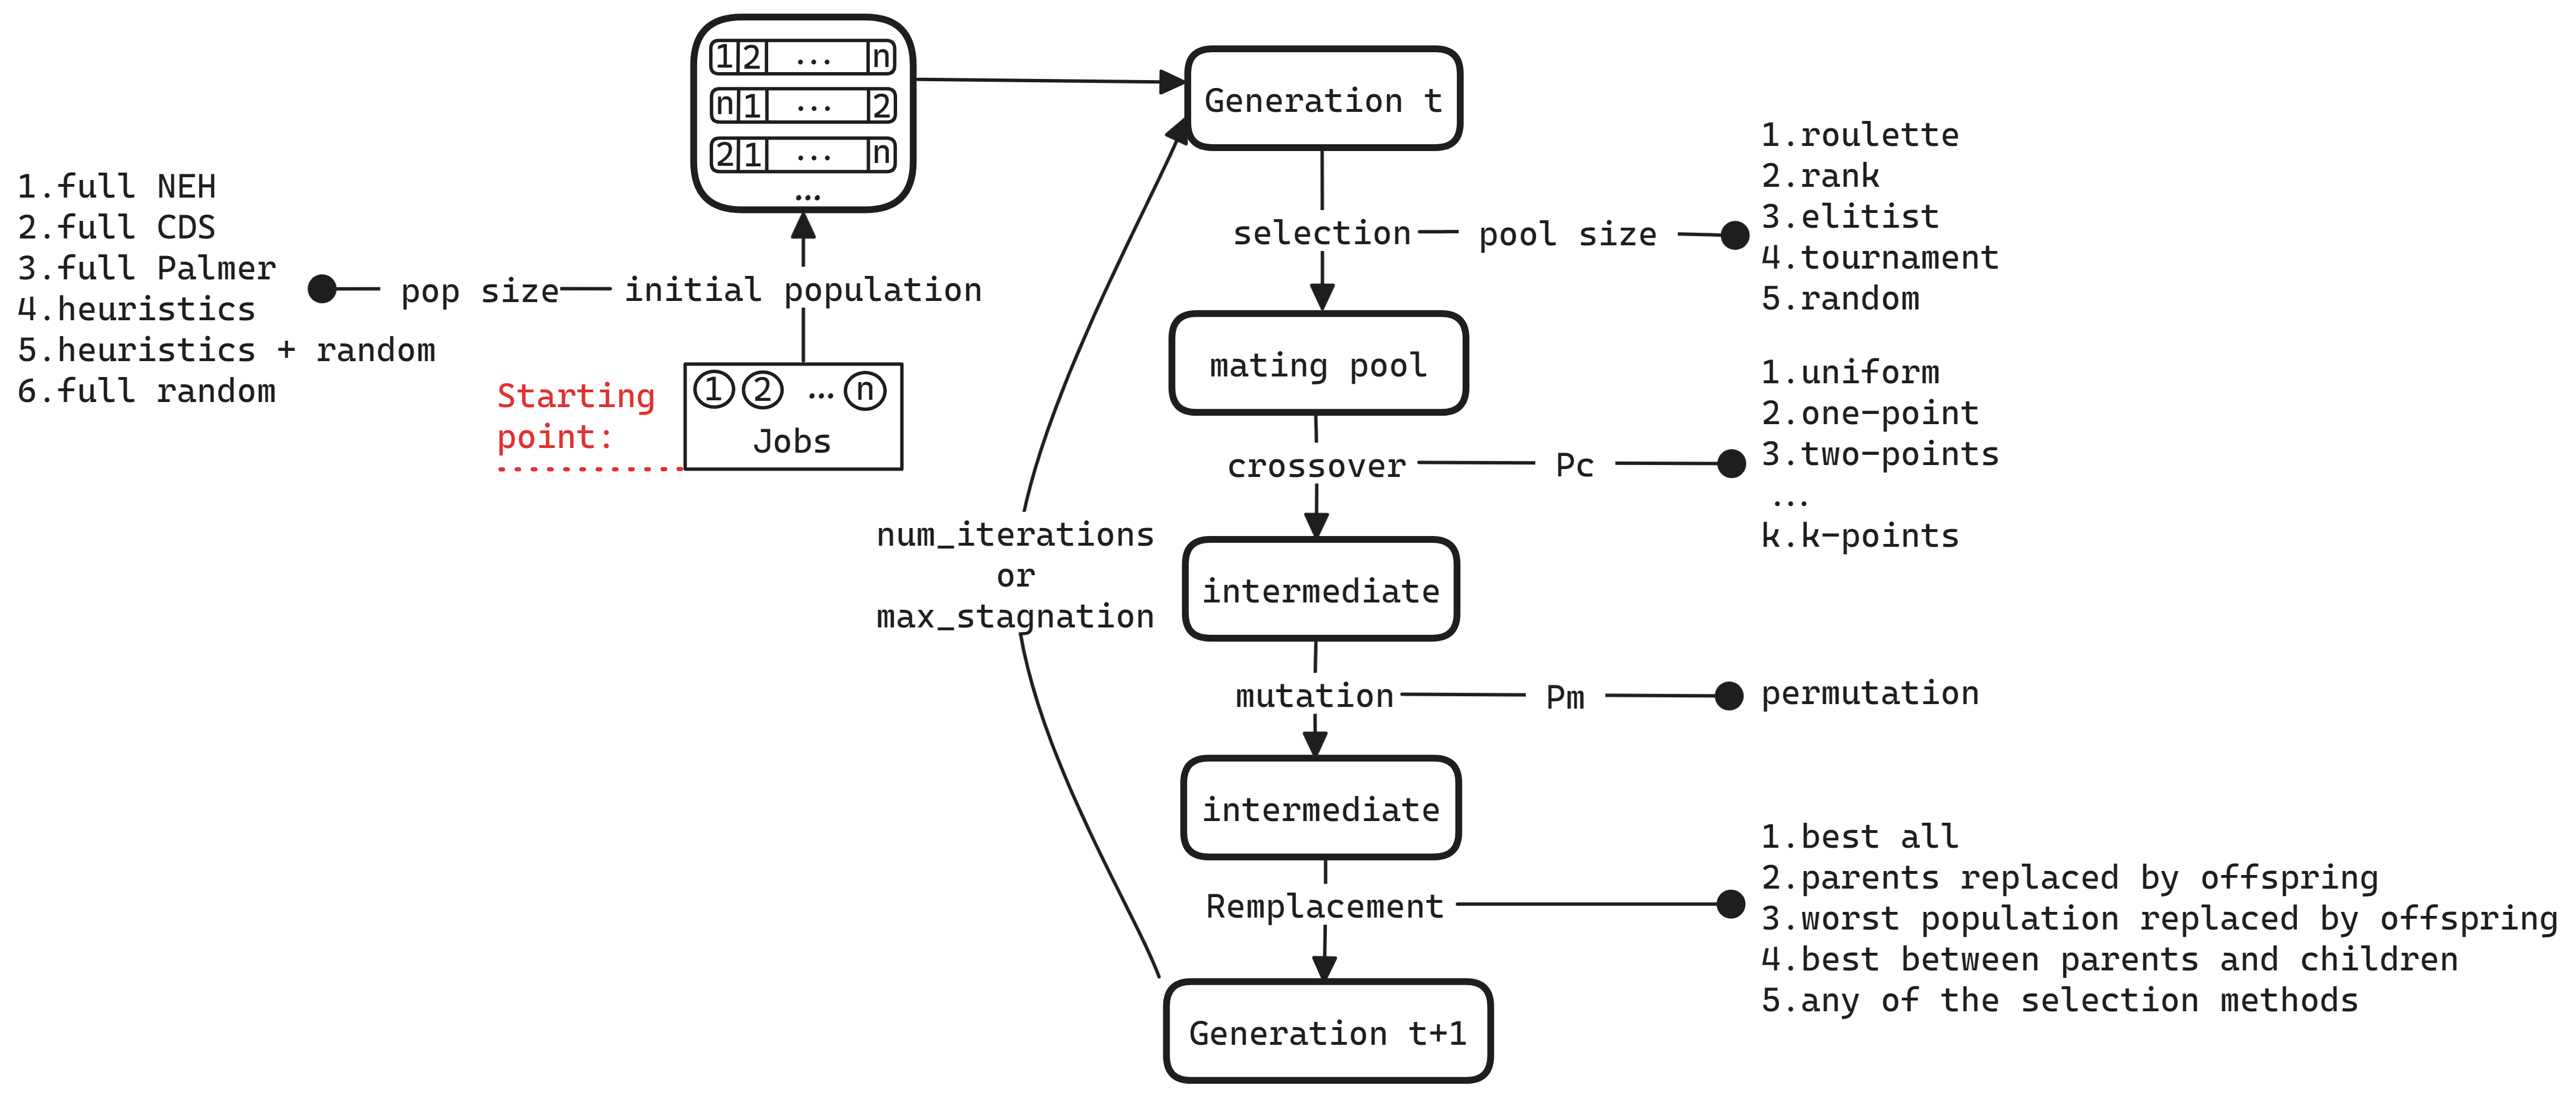 1 2 ... n
n 1 ... 2
2 1 ... n
...
1.full NEH
2.full CDS
3.full Palmer
4.heuristics
5.heuristics + random
6.full random
pop size
initial population
Starting
point:
1 2 ... n
Jobs
Generation t
selection
pool size
1.roulette
2.rank
3.elitist
4.tournament
5.random
mating pool
crossover
Pc
1.uniform
2.one-point
3.two-points
...
k.k-points
num_iterations
or
max_stagnation
intermediate
mutation
Pm
permutation
intermediate
Remplacement
1.best all
2.parents replaced by offspring
3.worst population replaced by offspring
4.best between parents and children
5.any of the selection methods
Generation t+1